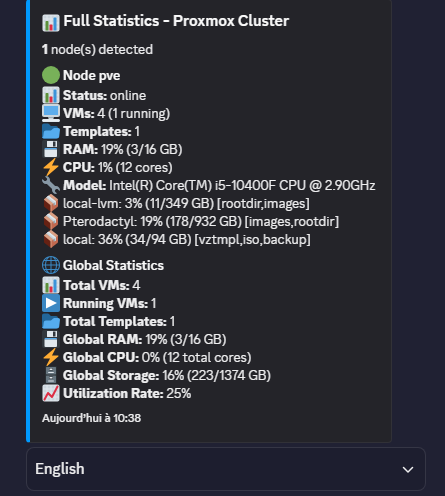 Full Statistics - Proxmox Cluster
1 node(s) detected
Node pve
Status: online
VMs: 4 (1 running)
Templates: 1
RAM: 19% (3/16 GB)
CPU: 1% (12 cores)
Model: Intel(R) Core(TM) i5-10400F CPU @ 2.90GHz
local-lvm: 3% (11/349 GB) [rootdir,images]
Pterodactyl: 19% (178/932 GB) [images,rootdir]
local: 36% (34/94 GB) [vztmpl,iso,backup]
Global Statistics
Total VMs: 4
Running VMs: 1
Total Templates: 1
Global RAM: 19% (3/16 GB)
Global CPU: 0% (12 total cores)
Global Storage: 16% (223/1374 GB)
Utilization Rate: 25%
Aujourd'hui à 10:38
English